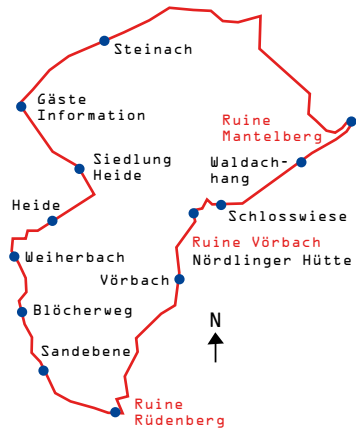 Steinach
Gäste
Information
Ruine
Mantelberg
Siedlung
Heide
Waldach-
hang
Heide
Schlosswiese
Ruine Vörbach
Nördlinger Hütte
Weiherbach
Vörbach
Blöcherweg
N
Sandebene
Ruine
Rüdenberg